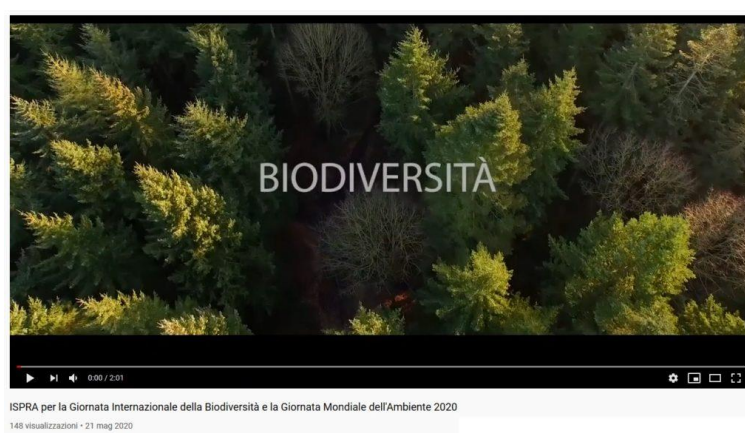 BIODIVERSITÀ
0:00 / 2:01
ISPRA per la Giornata Internazionale della Biodiversità e la Giornata Mondiale dell'Ambiente 2020
148 visualizzazioni • 21 mag 2020